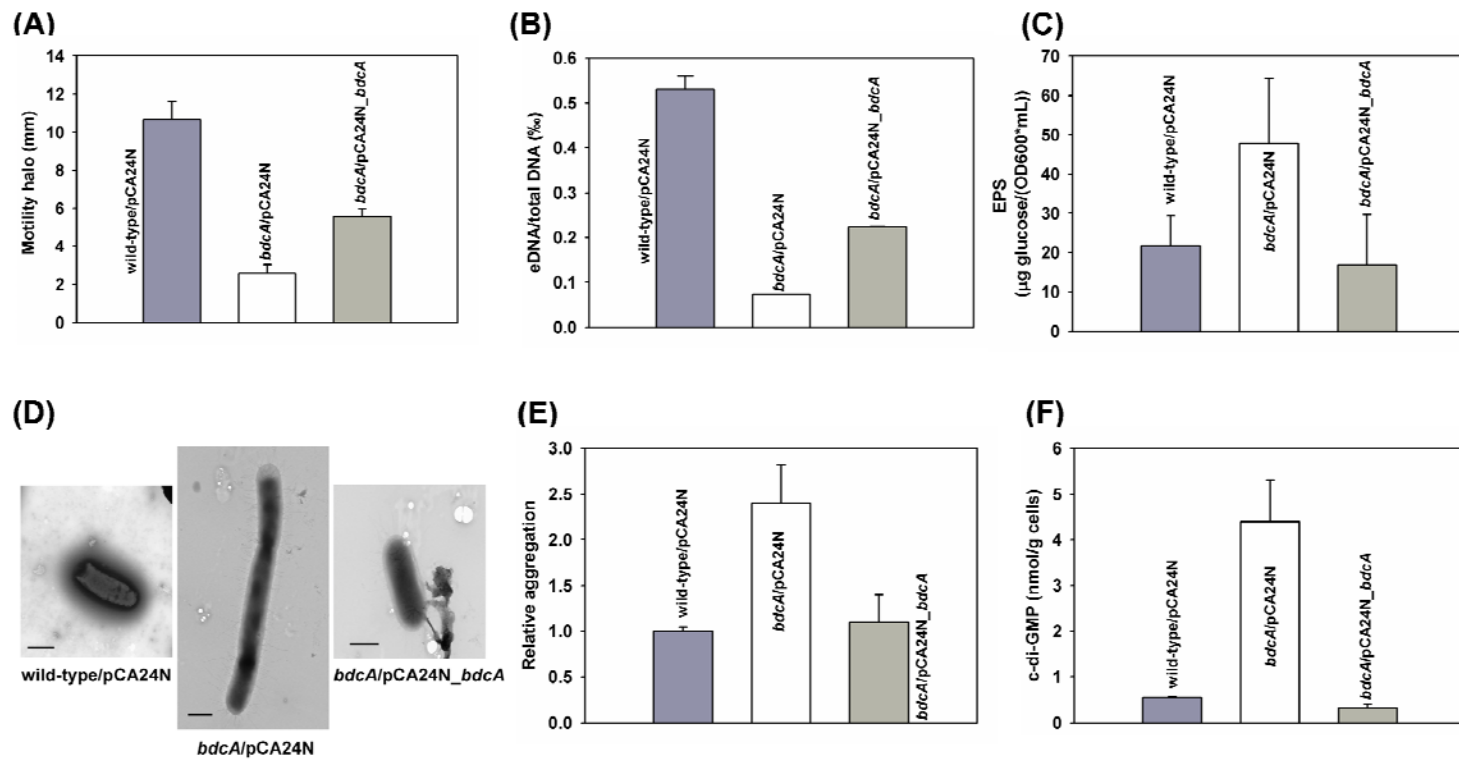 (A)
14
12
10
8
6
4
2
0
Motility halo (mm)
wild-type/pCA24N
bdcA/pCA24N
bdcA/pCA24N_bdcA
(B)
0.6
0.5
0.4
0.3
0.2
0.1
0.0
eDNA/total DNA (‰)
wild-type/pCA24N
bdcA/pCA24N
bdcA/pCA24N_bdcA
(C)
70
60
50
40
30
20
10
0
EPS
(µg glucose/(OD600*mL))
wild-type/pCA24N
bdcA/pCA24N
bdcA/pCA24N_bdcA
(D)
wild-type/pCA24N
bdcA/pCA24N
bdcA/pCA24N_bdcA
(E)
3.0
2.5
2.0
1.5
1.0
0.5
0.0
Relative aggregation
wild-type/pCA24N
bdcA/pCA24N
bdcA/pCA24N_bdcA
(F)
6
5
4
3
2
1
0
c-di-GMP (nmol/g cells)
wild-type/pCA24N
bdcA/pCA24N
bdcA/pCA24N_bdcA